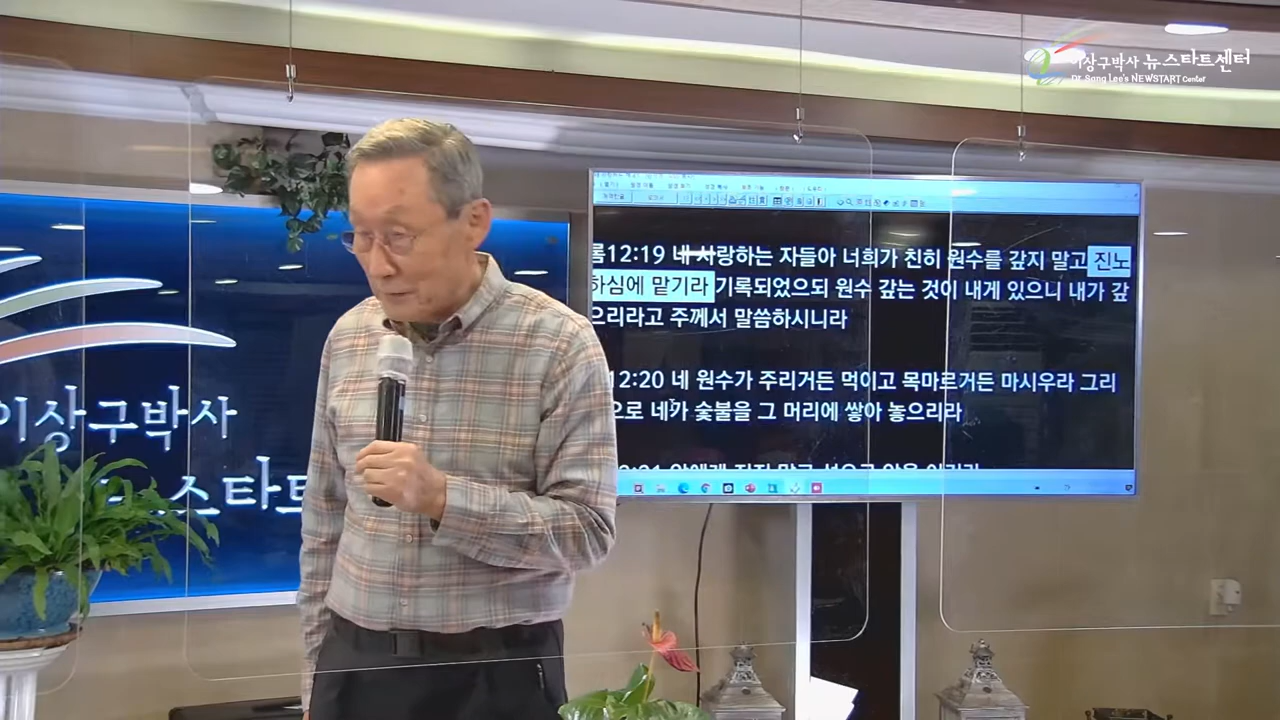 이상구박사 뉴스타트센터
Dr. Sang Lee's NEWSTART Center
롬12:19 네 사랑하는 자들아 너희가 친히 원수를 갚지 말고 진노
하심에 맡기라 기록되었으되 원수 갚는 것이 내게 있으니 내가 갚
으리라고 주께서 말씀하시니라
12:20 네 원수가 주리거든 먹이고 목마르거든 마시우라 그리
으로 네가 숯불을 그 머리에 쌓아 놓으리라
이상구박사
스타트